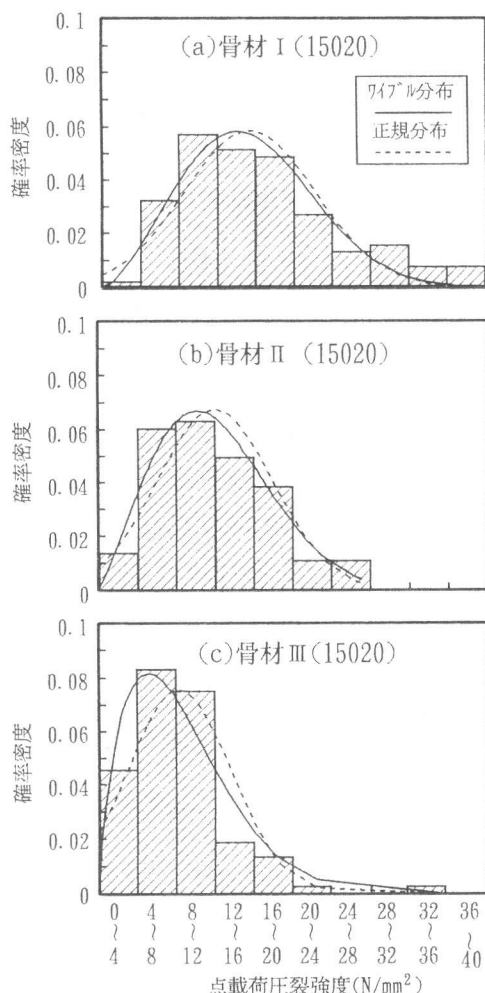 0.1
(a)骨材Ⅰ(15020)
ワイブル分布
正規分布
0.08
0.06
0.04
0.02
0
確率密度
0.1
(b)骨材Ⅱ (15020)
0.08
0.06
0.04
0.02
0
確率密度
0.1
(c)骨材Ⅲ(15020)
0.08
0.06
0.04
0.02
0
確率密度
0 4 8 12 16 20 24 28 32 36
~ ~ ~ ~ ~ ~ ~ ~ ~ ~
4 8 12 16 20 24 28 32 36 40
点載荷圧裂強度(N/mm²)